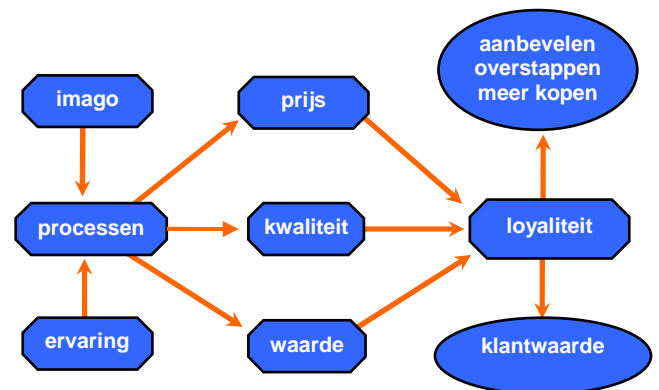 imago
prijs
aanbevelen
overstappen
meer kopen
processen
kwaliteit
loyaliteit
ervaring
waarde
klantwaarde